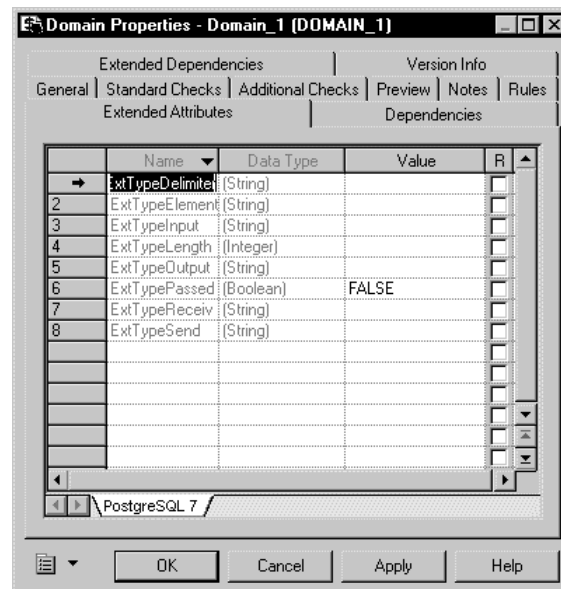 Domain Properties - Domain_1 (DOMAIN_1)
Extended Dependencies Version Info
General Standard Checks Additional Checks Preview Notes Rules
Extended Attributes Dependencies
Name Data Type Value R
ExtTypeDelimiter (String)
2 ExtTypeElement (String)
3 ExtTypeInput (String)
4 ExtTypeLength (Integer)
5 ExtTypeOutput (String)
6 ExtTypePassed (Boolean) FALSE
7 ExtTypeReceiv (String)
8 ExtTypeSend (String)
PostgreSQL 7
OK Cancel Apply Help